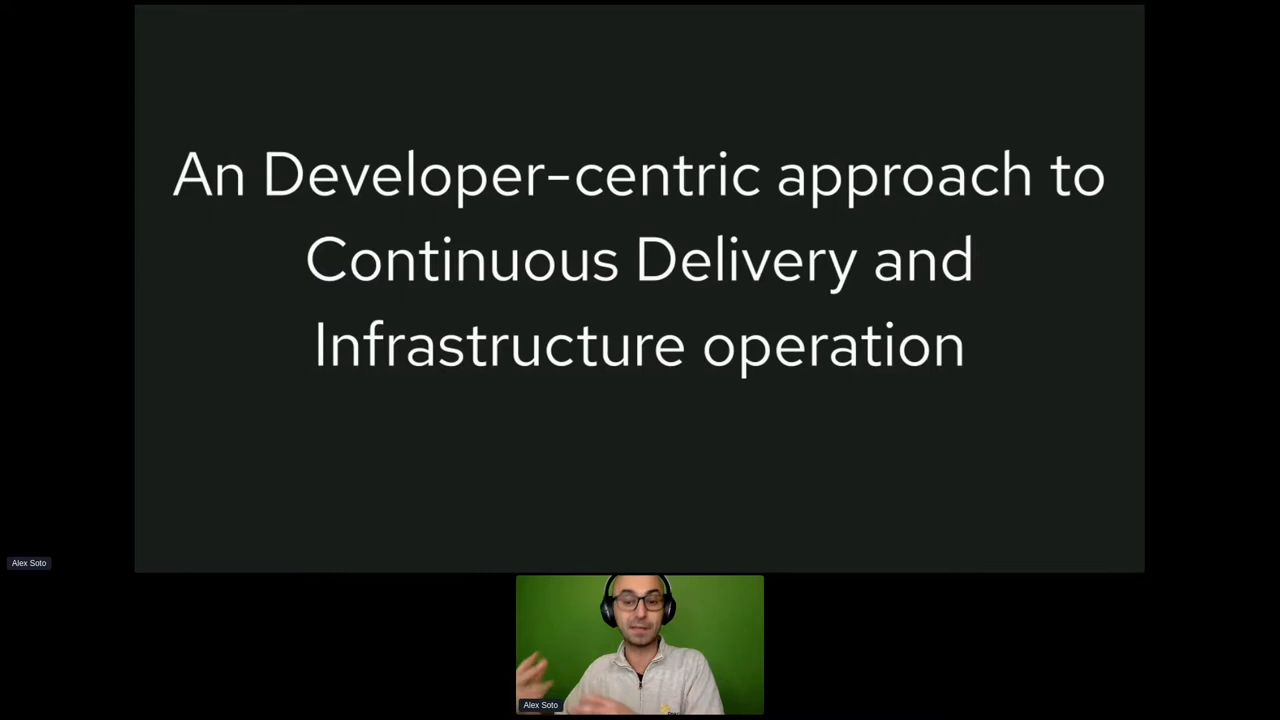 An Developer-centric approach to
Continuous Delivery and
Infrastructure operation
Alex Soto
Alex Soto